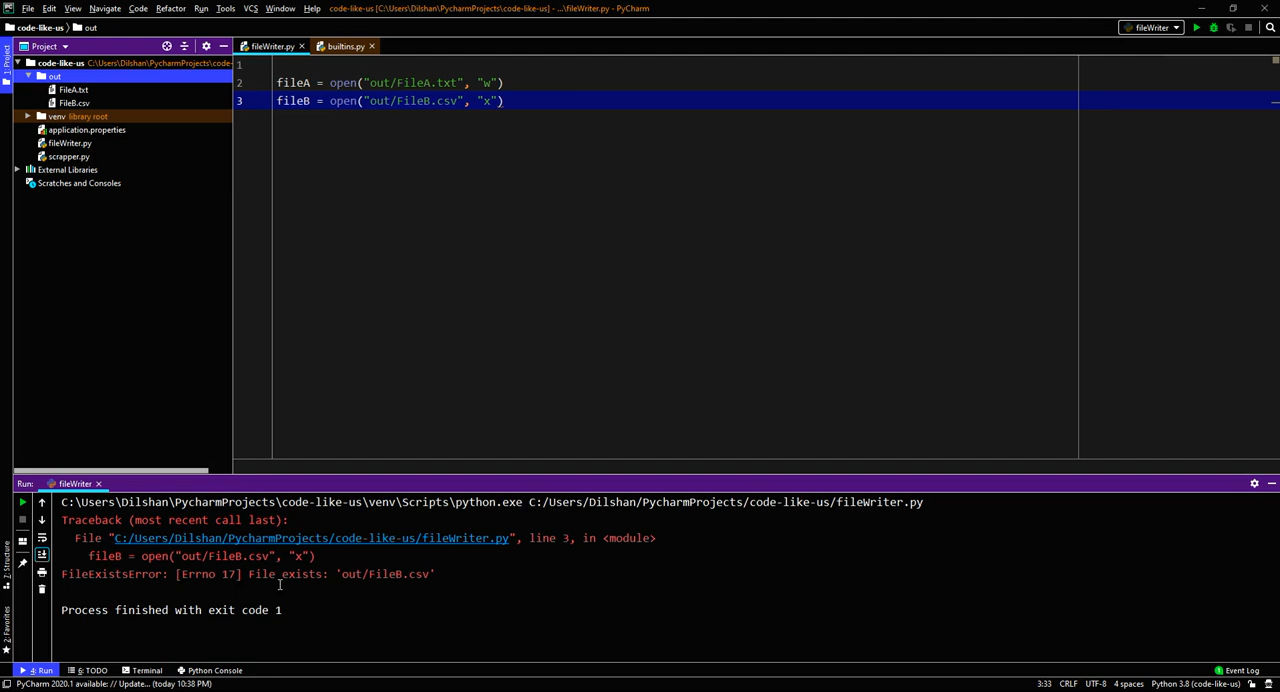 PC File Edit View Navigate Code Refactor Run Tools VCS Window Help code-like-us [C:\Users\Dilshan\PycharmProjects\code-like-us] - ...\fileWriter.py - PyCharm
code-like-us out fileWriter
1: Project
Project fileWriter.py builtins.py
code-like-us C:\Users\Dilshan\PycharmProjects\code-
out
FileA.txt
FileB.csv
venv library root
application.properties
fileWriter.py
scrapper.py
External Libraries
Scratches and Consoles
1
2 fileA = open("out/FileA.txt", "w")
3 fileB = open("out/FileB.csv", "x")
Run: fileWriter
C:\Users\Dilshan\PycharmProjects\code-like-us\venv\Scripts\python.exe C:/Users/Dilshan/PycharmProjects/code-like-us/fileWriter.py
Traceback (most recent call last):
File "C:/Users/Dilshan/PycharmProjects/code-like-us/fileWriter.py", line 3, in <module>
fileB = open("out/FileB.csv", "x")
FileExistsError: [Errno 17] File exists: 'out/FileB.csv'
Process finished with exit code 1
7: Structure
2: Favorites
4: Run 6: TODO Terminal Python Console Event Log
PyCharm 2020.1 available: // Update... (today 10:38 PM) 3:33 CRLF UTF-8 4 spaces Python 3.8 (code-like-us)